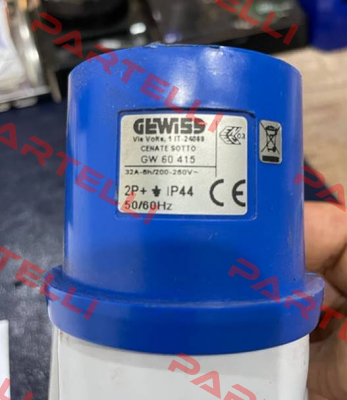 GEWISS
Via Volta, 1 IT-24069
CENATE SOTTO
GW 60 415
32A-6h/200-250V~
2P+ IP44
50/60Hz
CE
PARTELLI
PARTELLI
PARTELLI
PARTELLI
PARTELLI